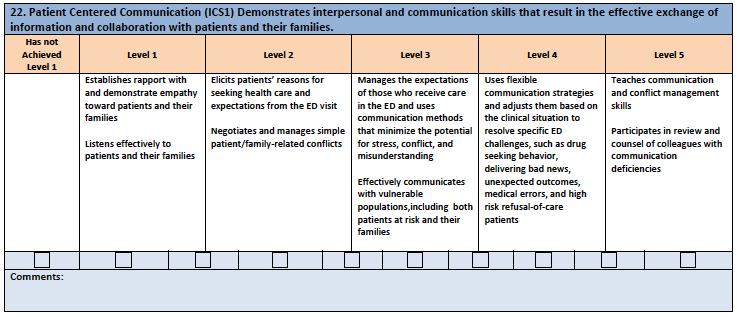 22. Patient Centered Communication (ICS1) Demonstrates interpersonal and communication skills that result in the effective exchange of
information and collaboration with patients and their families.
Has not
Achieved
Level 1
Level 1
Level 2
Level 3
Level 4
Level 5
Establishes rapport with
and demonstrate empathy
toward patients and their
families
Listens effectively to
patients and their families
Elicits patients' reasons for
seeking health care and
expectations from the ED visit
Negotiates and manages simple
patient/family-related conflicts
Manages the expectations
of those who receive care
in the ED and uses
communication methods
that minimize the potential
for stress, conflict, and
misunderstanding
Effectively communicates
with vulnerable
populations,including both
patients at risk and their
families
Uses flexible
communication strategies
and adjusts them based on
the clinical situation to
resolve specific ED
challenges, such as drug
seeking behavior,
delivering bad news,
unexpected outcomes,
medical errors, and high
risk refusal-of-care
patients
Teaches communication
and conflict management
skills
Participates in review and
counsel of colleagues with
communication
deficiencies
Comments: